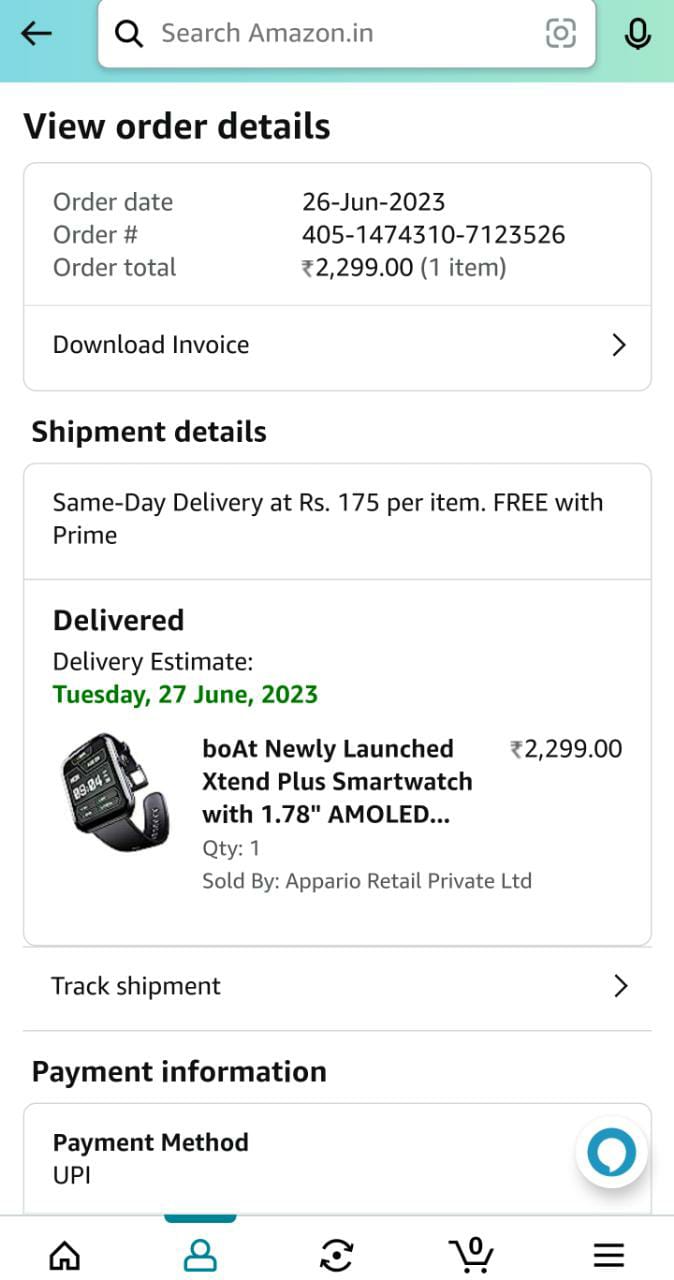 Search Amazon.in
View order details
Order date 26-Jun-2023
Order # 405-1474310-7123526
Order total ₹2,299.00 (1 item)
Download Invoice
Shipment details
Same-Day Delivery at Rs. 175 per item. FREE with
Prime
Delivered
Delivery Estimate:
Tuesday, 27 June, 2023
09:04
boAt Newly Launched ₹2,299.00
Xtend Plus Smartwatch
with 1.78" AMOLED...
Qty: 1
Sold By: Appario Retail Private Ltd
Track shipment
Payment information
Payment Method
UPI
0